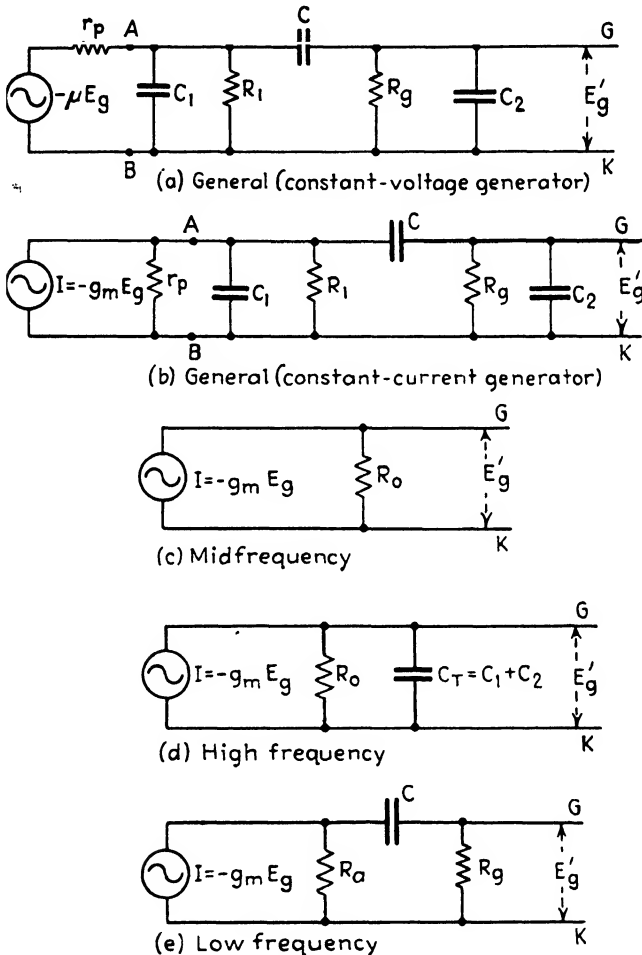 r_p A C G
-μE_g C_1 R_1 R_g C_2 E'_g
B K
(a) General (constant-voltage generator)
A C G
I=-g_m E_g r_p C_1 R_1 R_g C_2 E'_g
B K
(b) General (constant-current generator)
G
I=-g_m E_g R_o E'_g
K
(c) Midfrequency
G
I=-g_m E_g R_o C_T=C_1+C_2 E'_g
K
(d) High frequency
C G
I=-g_m E_g R_a R_g E'_g
K
(e) Low frequency